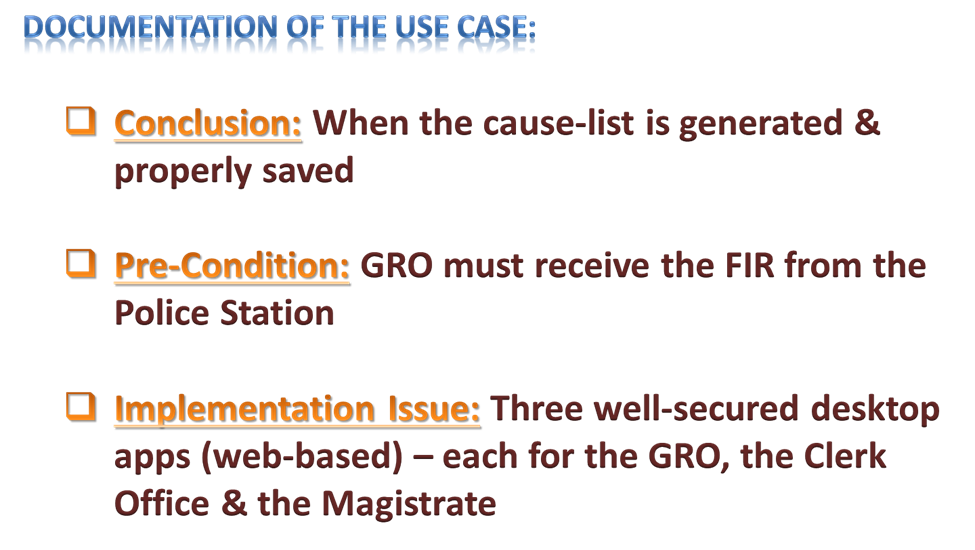 DOCUMENTATION OF THE USE CASE:
Conclusion: When the cause-list is generated &
properly saved
Pre-Condition: GRO must receive the FIR from the
Police Station
Implementation Issue: Three well-secured desktop
apps (web-based) – each for the GRO, the Clerk
Office & the Magistrate